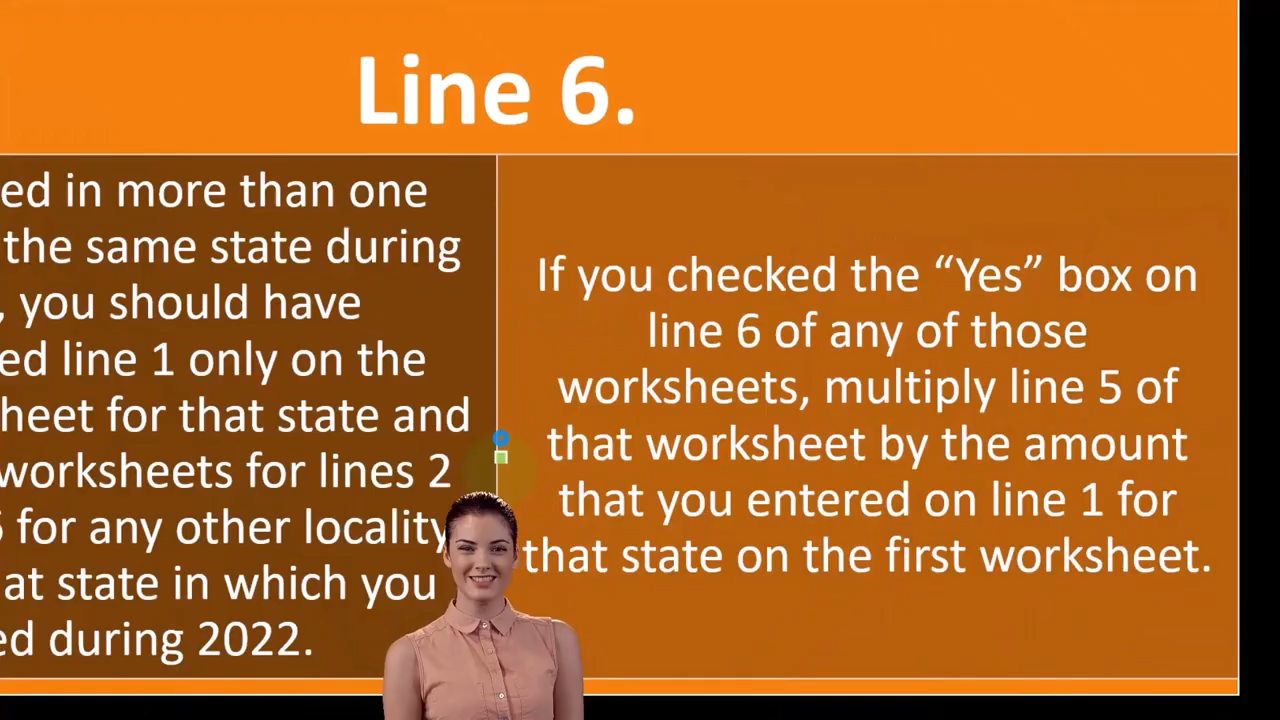 Line 6.
ed in more than one
the same state during
, you should have
ed line 1 only on the
heet for that state and
worksheets for lines 2
6 for any other locality
at state in which you
ed during 2022.
If you checked the “Yes” box on
line 6 of any of those
worksheets, multiply line 5 of
that worksheet by the amount
that you entered on line 1 for
that state on the first worksheet.